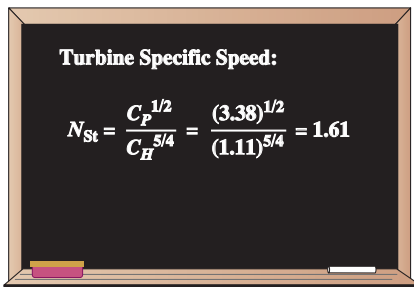 Turbine Specific Speed:
N_St = C_P^1/2 / C_H^5/4 = (3.38)^1/2 / (1.11)^5/4 = 1.61